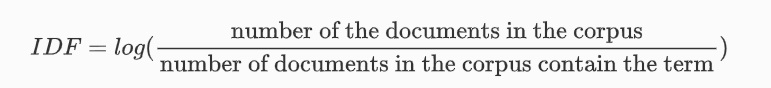 number of the documents in the corpus
IDF = log( )
number of documents in the corpus contain the term